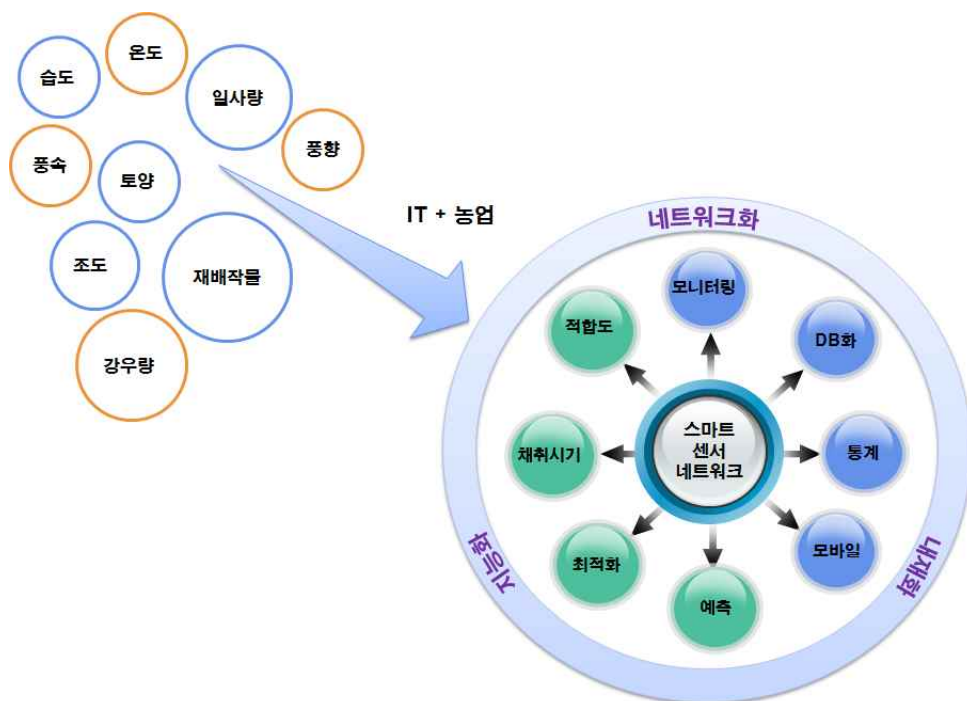 온도
습도
일사량
풍향
풍속
토양
조도
재배작물
강우량
IT + 농업
네트워크화
모니터링
적합도
DB화
스마트
센서
네트워크
채취시기
통계
최적화
모바일
예측
지능화
내재화